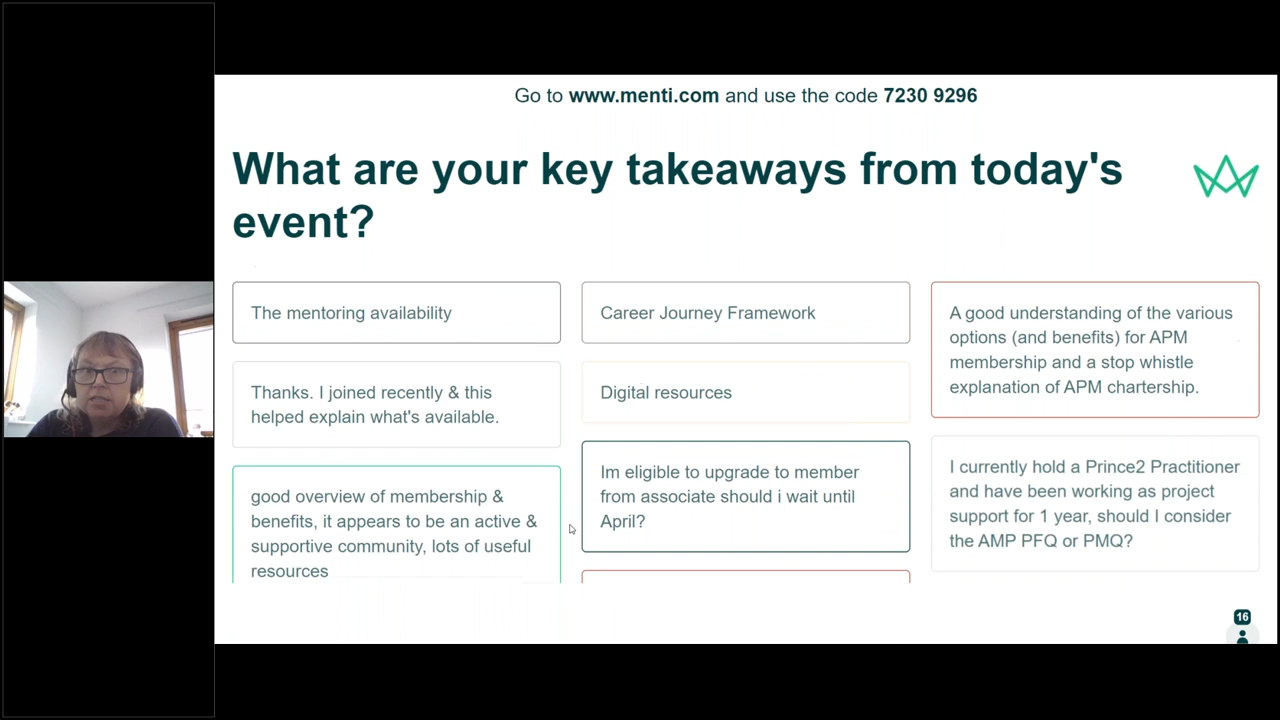 Go to www.menti.com and use the code 7230 9296
What are your key takeaways from today's
event?
The mentoring availability
Thanks. I joined recently & this
helped explain what's available.
good overview of membership &
benefits, it appears to be an active &
supportive community, lots of useful
resources
Career Journey Framework
Digital resources
Im eligible to upgrade to member
from associate should i wait until
April?
A good understanding of the various
options (and benefits) for APM
membership and a stop whistle
explanation of APM chartership.
I currently hold a Prince2 Practitioner
and have been working as project
support for 1 year, should I consider
the AMP PFQ or PMQ?
16